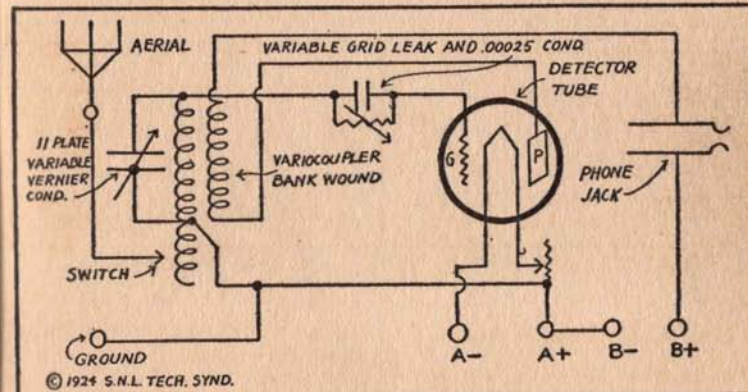 AERIAL
VARIABLE GRID LEAK AND .00025 COND.
DETECTOR
TUBE
11 PLATE
VARIABLE
VERNIER
COND.
VARIOCOUPLER
BANK WOUND
G
P
PHONE
JACK
SWITCH
GROUND
A-
A+
B-
B+
© 1924 S.N.L. TECH. SYND.